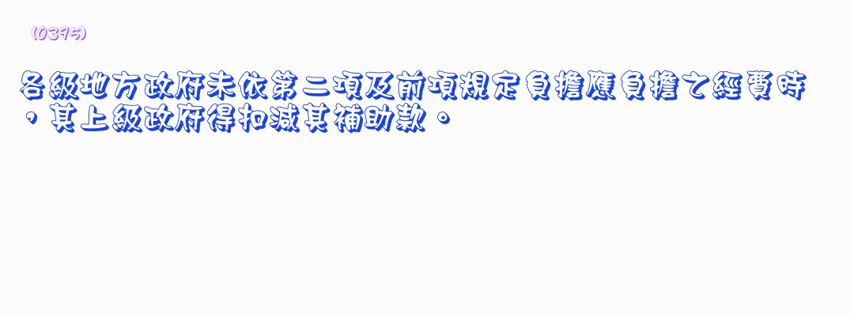 (0395)
各級地方政府未依第二項及前項規定負擔應負擔之經費時
，其上級政府得扣減其補助款。